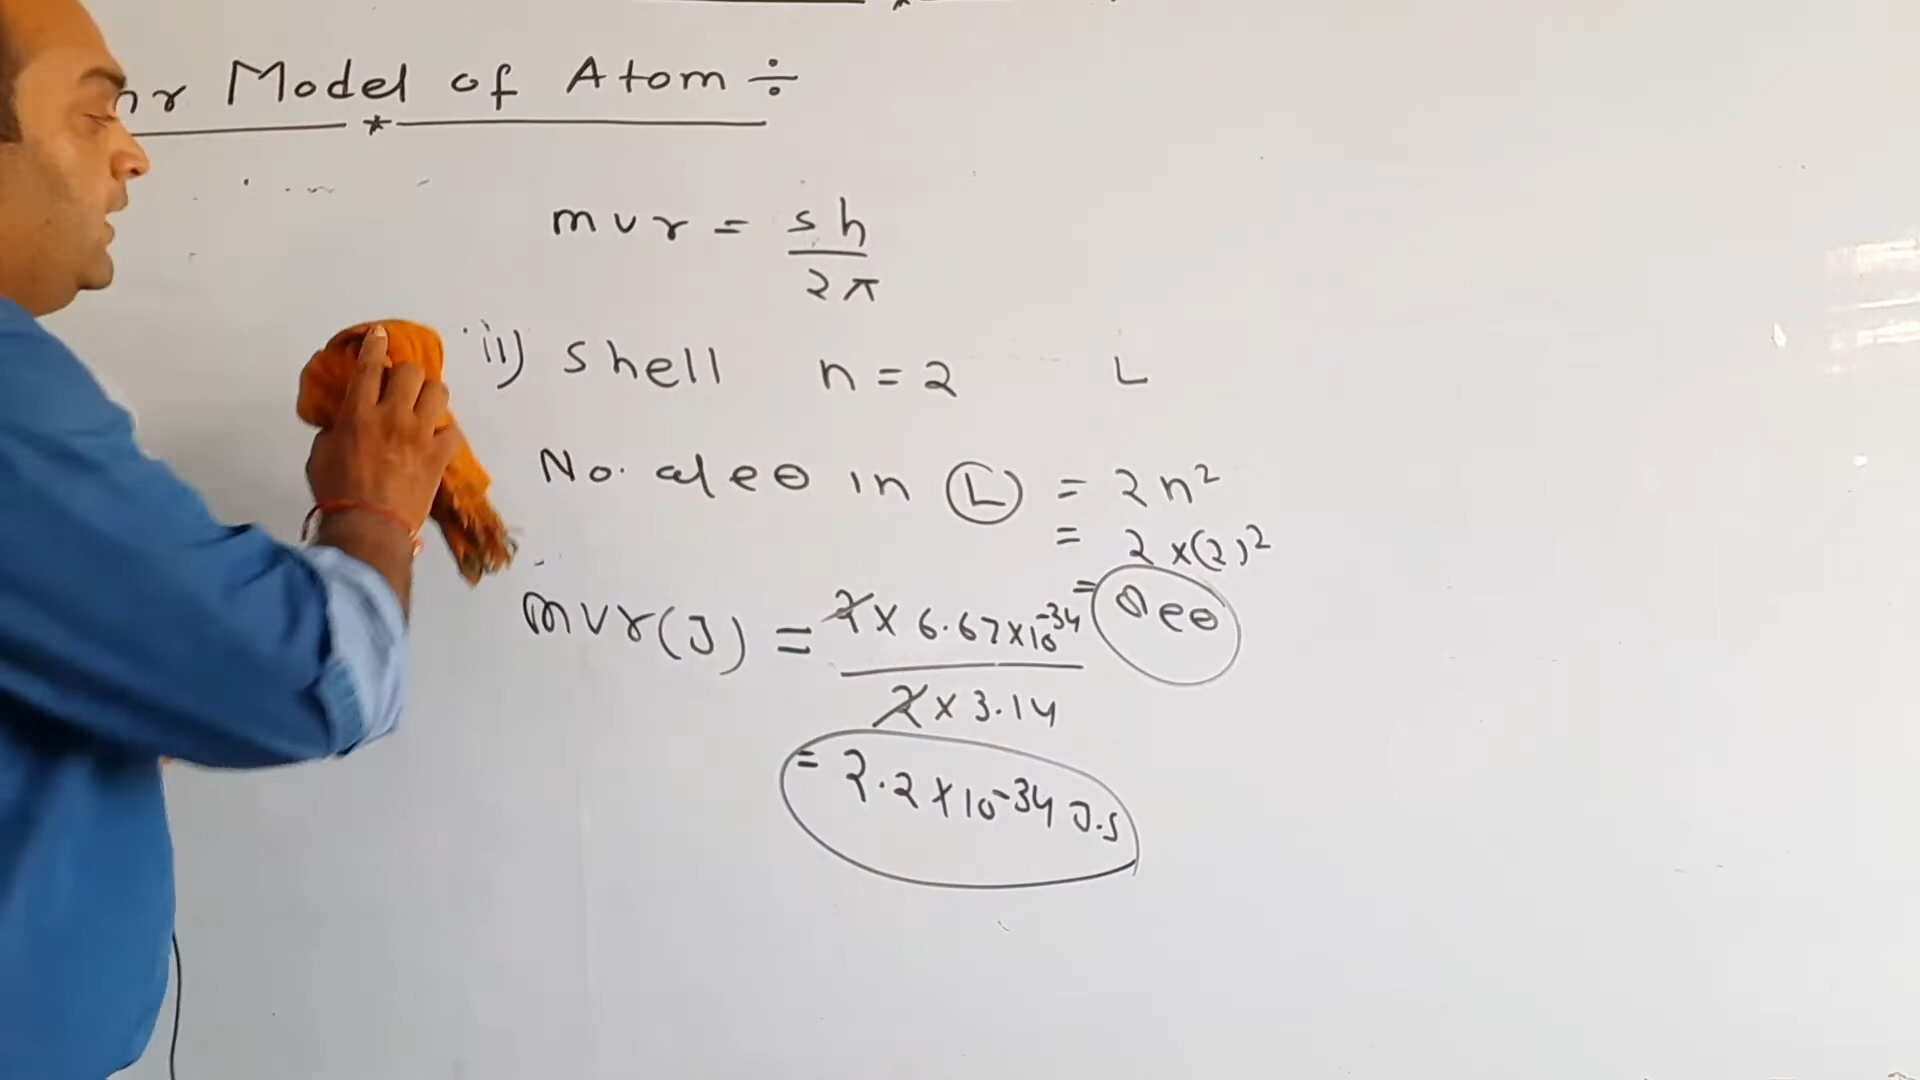 hr Model of Atom ÷
mvr = sh / 2π
ii) Shell n = 2 L
No. of e⊖ in (L) = 2n²
= 2×(2)²
= 8e⊖
mvr(J) = 2× 6.67×10⁻³⁴ / 2×3.14
= 2.2×10⁻³⁴ J.s